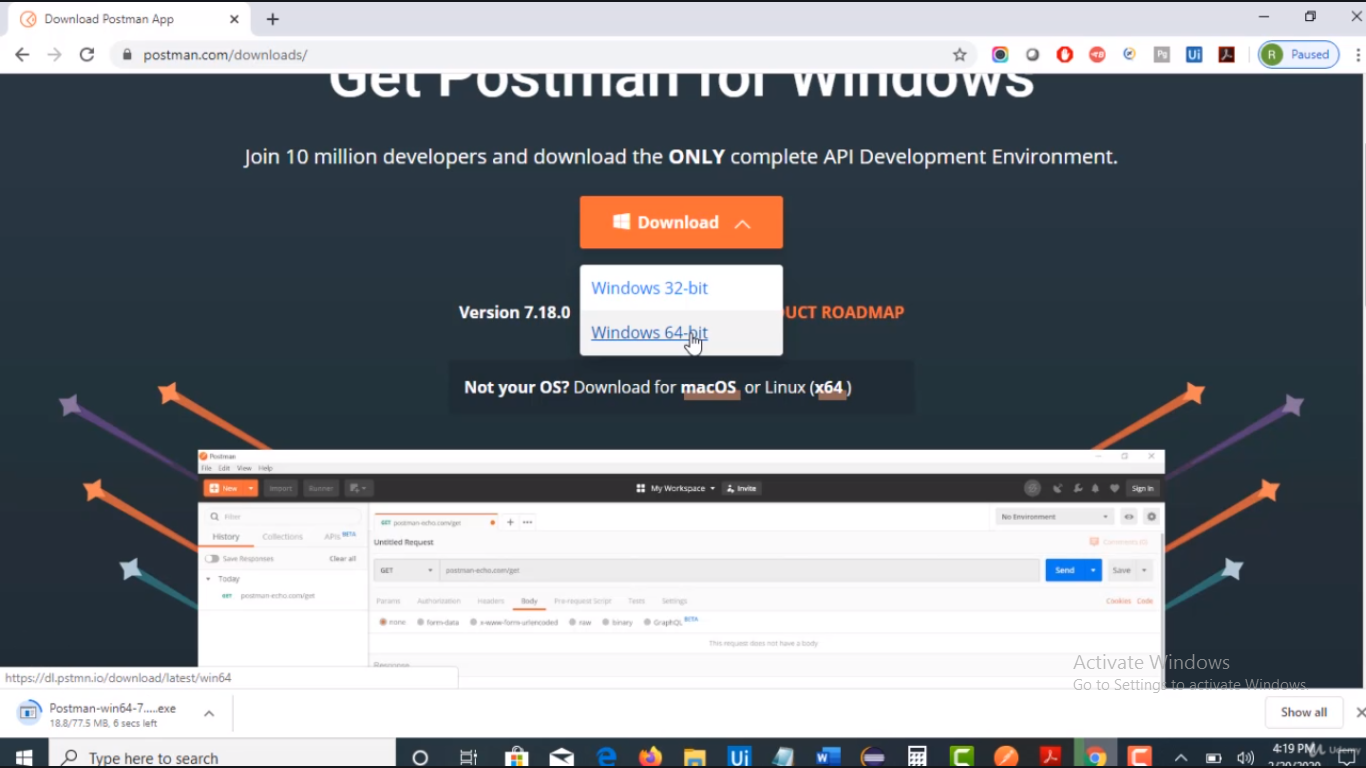 Download Postman App
postman.com/downloads/
Paused
Get Postman for Windows
Join 10 million developers and download the ONLY complete API Development Environment.
Download
Windows 32-bit
Version 7.18.0
UCT ROADMAP
Windows 64-bit
Not your OS? Download for macOS or Linux (x64)
Postman
File Edit View Help
New
Import
Runner
My Workspace
Invite
Sign In
Filter
GET postman-echo.com/get
No Environment
History
Collections
APIs BETA
Untitled Request
Comments (0)
Save Responses
Clear all
GET
postman-echo.com/get
Send
Save
Today
GET postman-echo.com/get
Params
Authorization
Headers
Body
Pre-request Script
Tests
Settings
Cookies
Code
none
form-data
x-www-form-urlencoded
raw
binary
GraphQL BETA
This request does not have a body
Response
Activate Windows
Go to Settings to activate Windows.
https://dl.pstmn.io/download/latest/win64
Postman-win64-7.....exe
18.8/77.5 MB, 6 secs left
Show all
Type here to search
4:19 PM
2/20/2020
Udemy